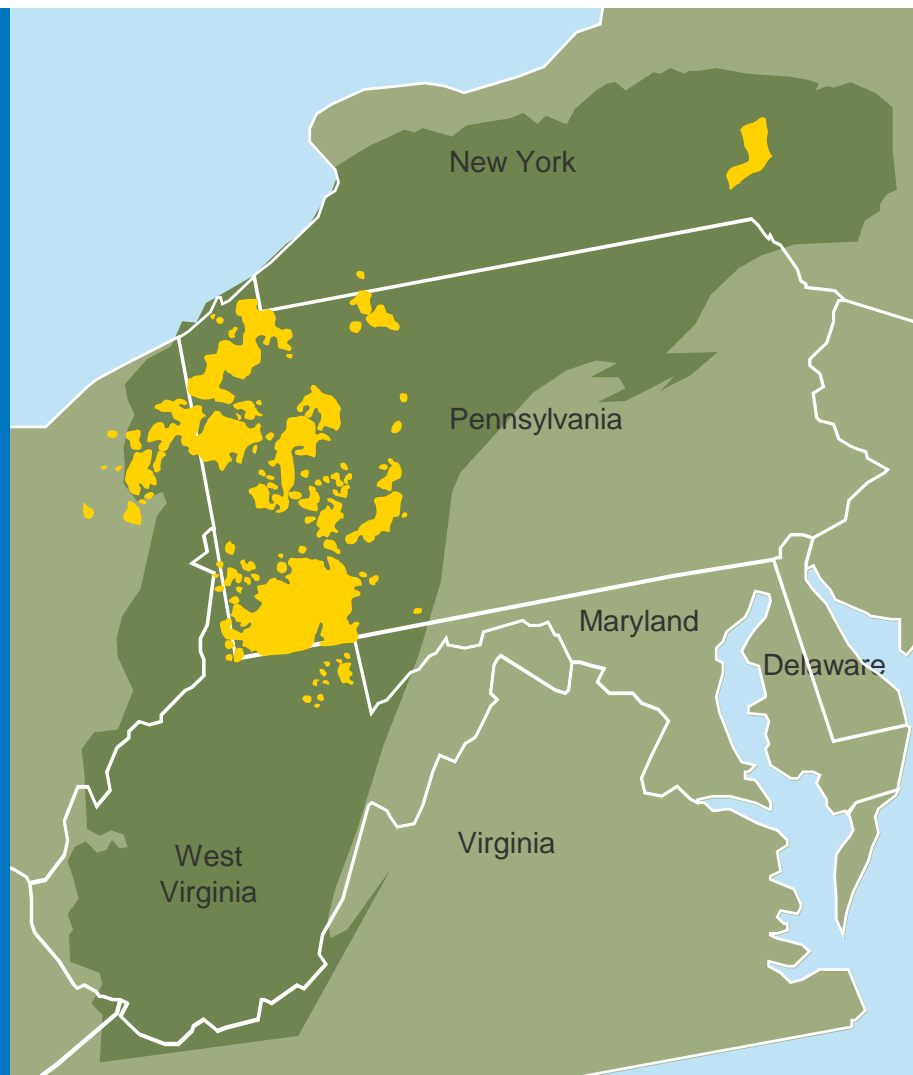 New York
Pennsylvania
Maryland
Delaware
West
Virginia
Virginia